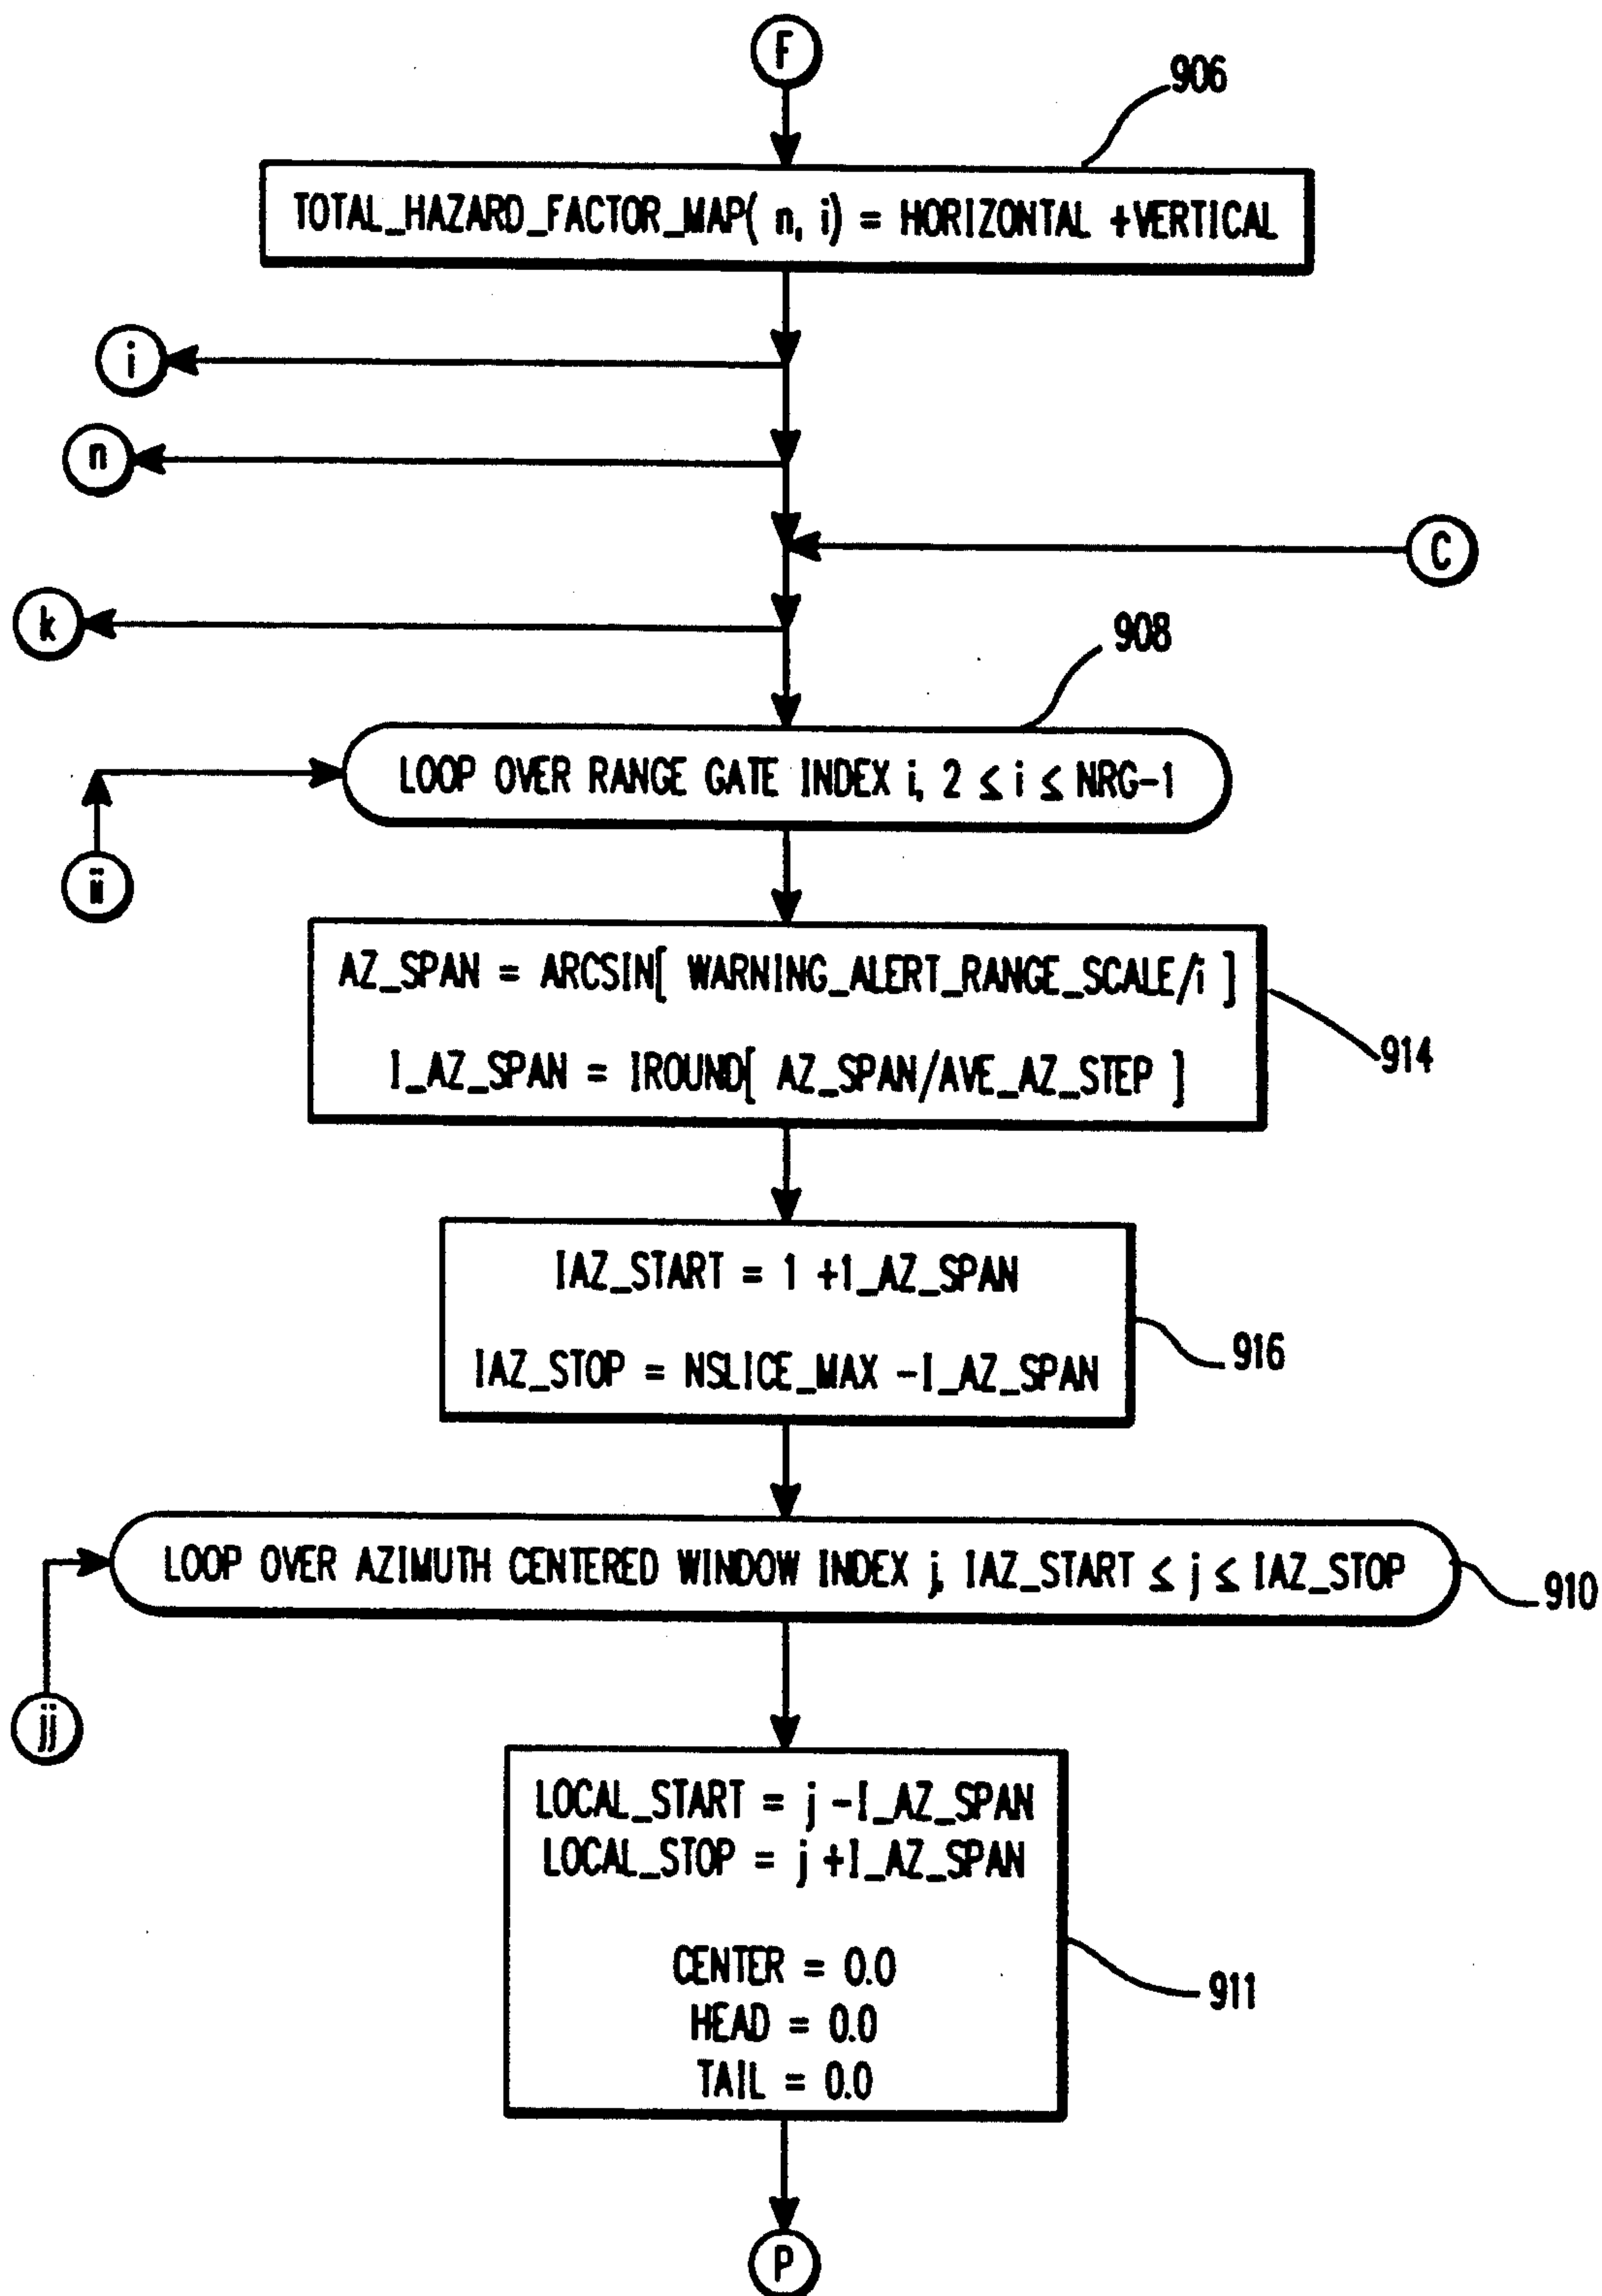 F
906
TOTAL_HAZARD_FACTOR_MAP( n, i) = HORIZONTAL +VERTICAL
i
n
C
k
908
LOOP OVER RANGE GATE INDEX i, 2 ≤ i ≤ NRG-1
ii
AZ_SPAN = ARCSIN[ WARNING_ALERT_RANGE_SCALE/i ]
I_AZ_SPAN = IROUND[ AZ_SPAN/AVE_AZ_STEP ]
914
IAZ_START = 1 +1_AZ_SPAN
IAZ_STOP = NSLICE_MAX -I_AZ_SPAN
916
LOOP OVER AZIMUTH CENTERED WINDOW INDEX j, IAZ_START ≤ j ≤ IAZ_STOP
910
jj
LOCAL_START = j -I_AZ_SPAN
LOCAL_STOP = j +I_AZ_SPAN
CENTER = 0.0
HEAD = 0.0
TAIL = 0.0
911
P